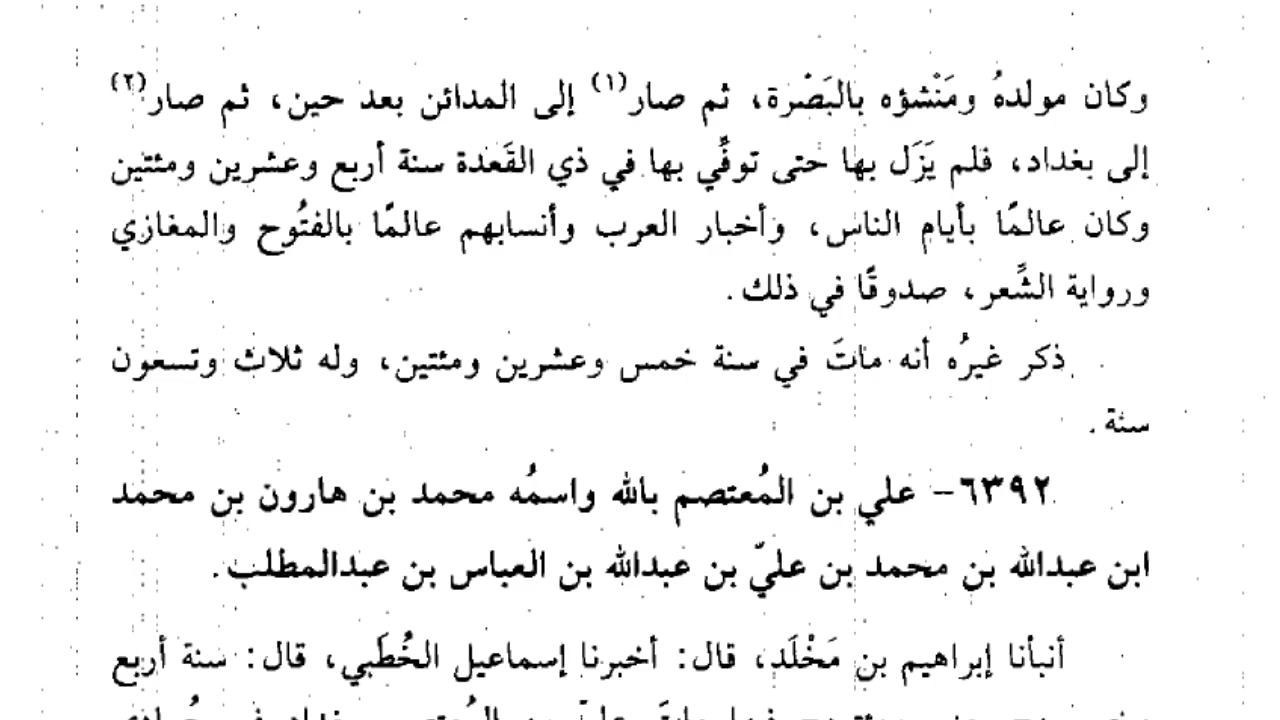 وكان مولدهُ ومَنْشؤه بالبَصْرة، ثم صار(١) إلى المدائن بعد حين، ثم صار(٢)
إلى بغداد، فلم يَزَل بها حتى توفِّي بها في ذي القَعدة سنة أربع وعشرين ومئتين
وكان عالمًا بأيام الناس، وأخبار العرب وأنسابهم عالمًا بالفتُوح والمغازي
ورواية الشِّعر، صدوقًا في ذلك.
ذكر غيرُه أنه ماتَ في سنة خمس وعشرين ومئتين، وله ثلاث وتسعون
سنة.
٦٣٩٢- علي بن المُعتصم بالله واسمُه محمد بن هارون بن محمد
ابن عبدالله بن محمد بن عليّ بن عبدالله بن العباس بن عبدالمطلب.
أنبأنا إبراهيم بن مَخْلَد، قال: أخبرنا إسماعيل الخُطَبي، قال: سنة أربع